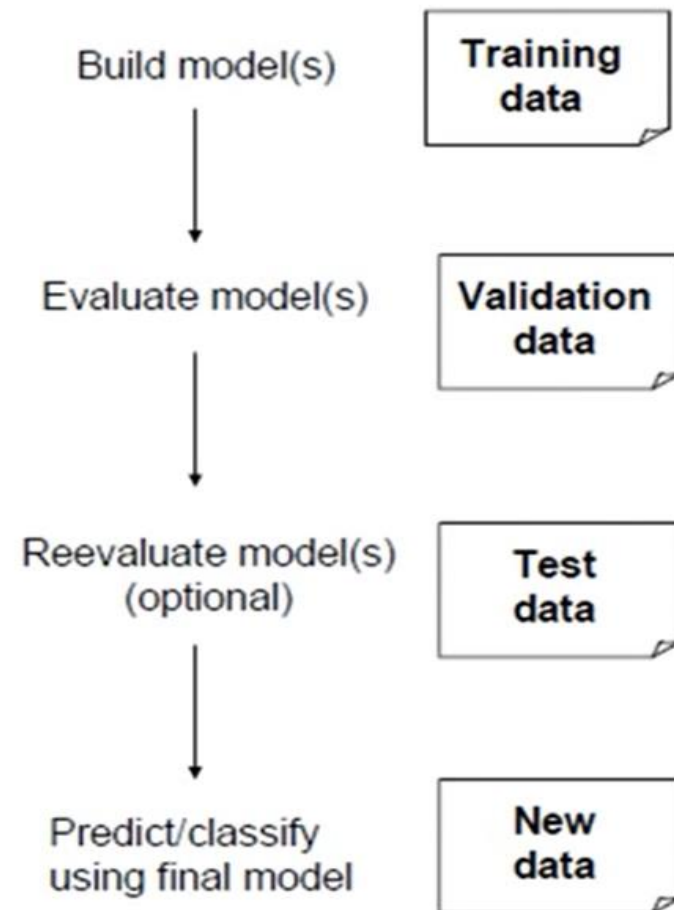 Build model(s)
Training
data
Evaluate model(s)
Validation
data
Reevaluate model(s)
(optional)
Test
data
Predict/classify
using final model
New
data